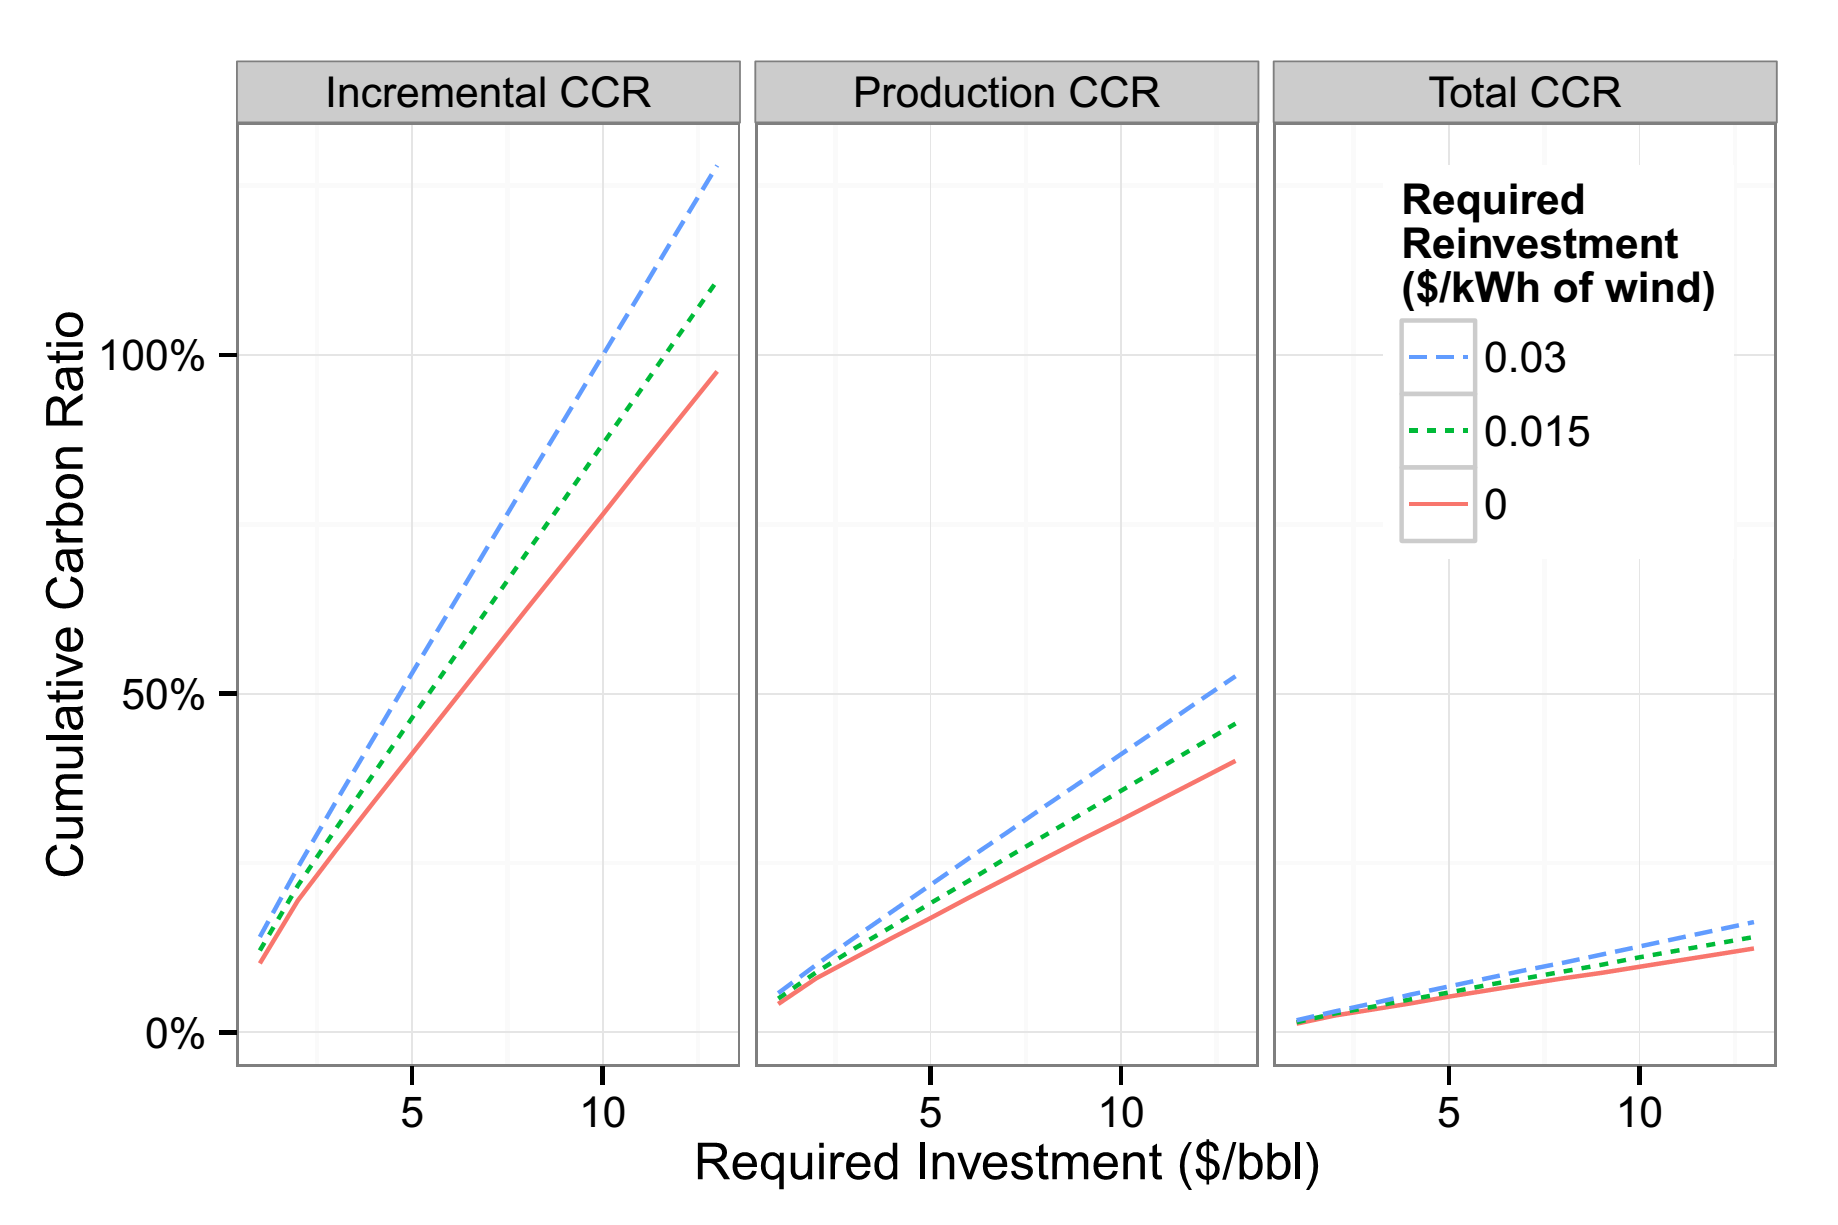 Incremental CCR
Production CCR
Total CCR
Cumulative Carbon Ratio
100%
50%
0%
Required
Reinvestment
($/kWh of wind)
0.03
0.015
0
5
10
5
10
5
10
Required Investment ($/bbl)